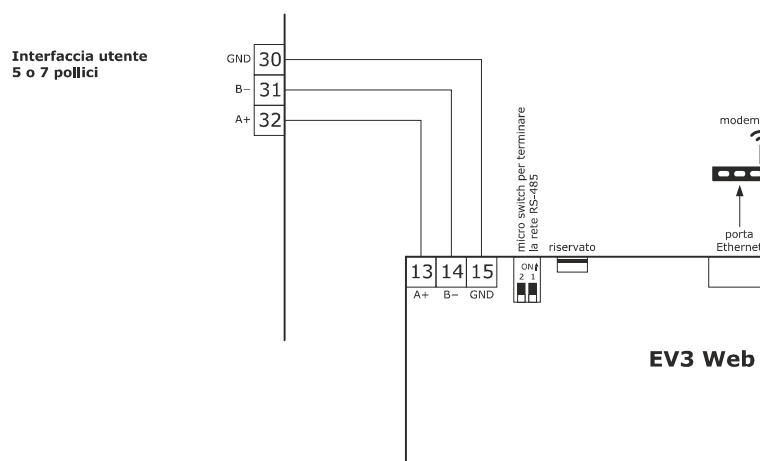 Interfaccia utente
5 o 7 pollici
GND 30
B− 31
A+ 32
micro switch per terminare
la rete RS-485
modem
riservato
porta
Ethernet
13 14 15
A+ B− GND
ON
2 1
EV3 Web